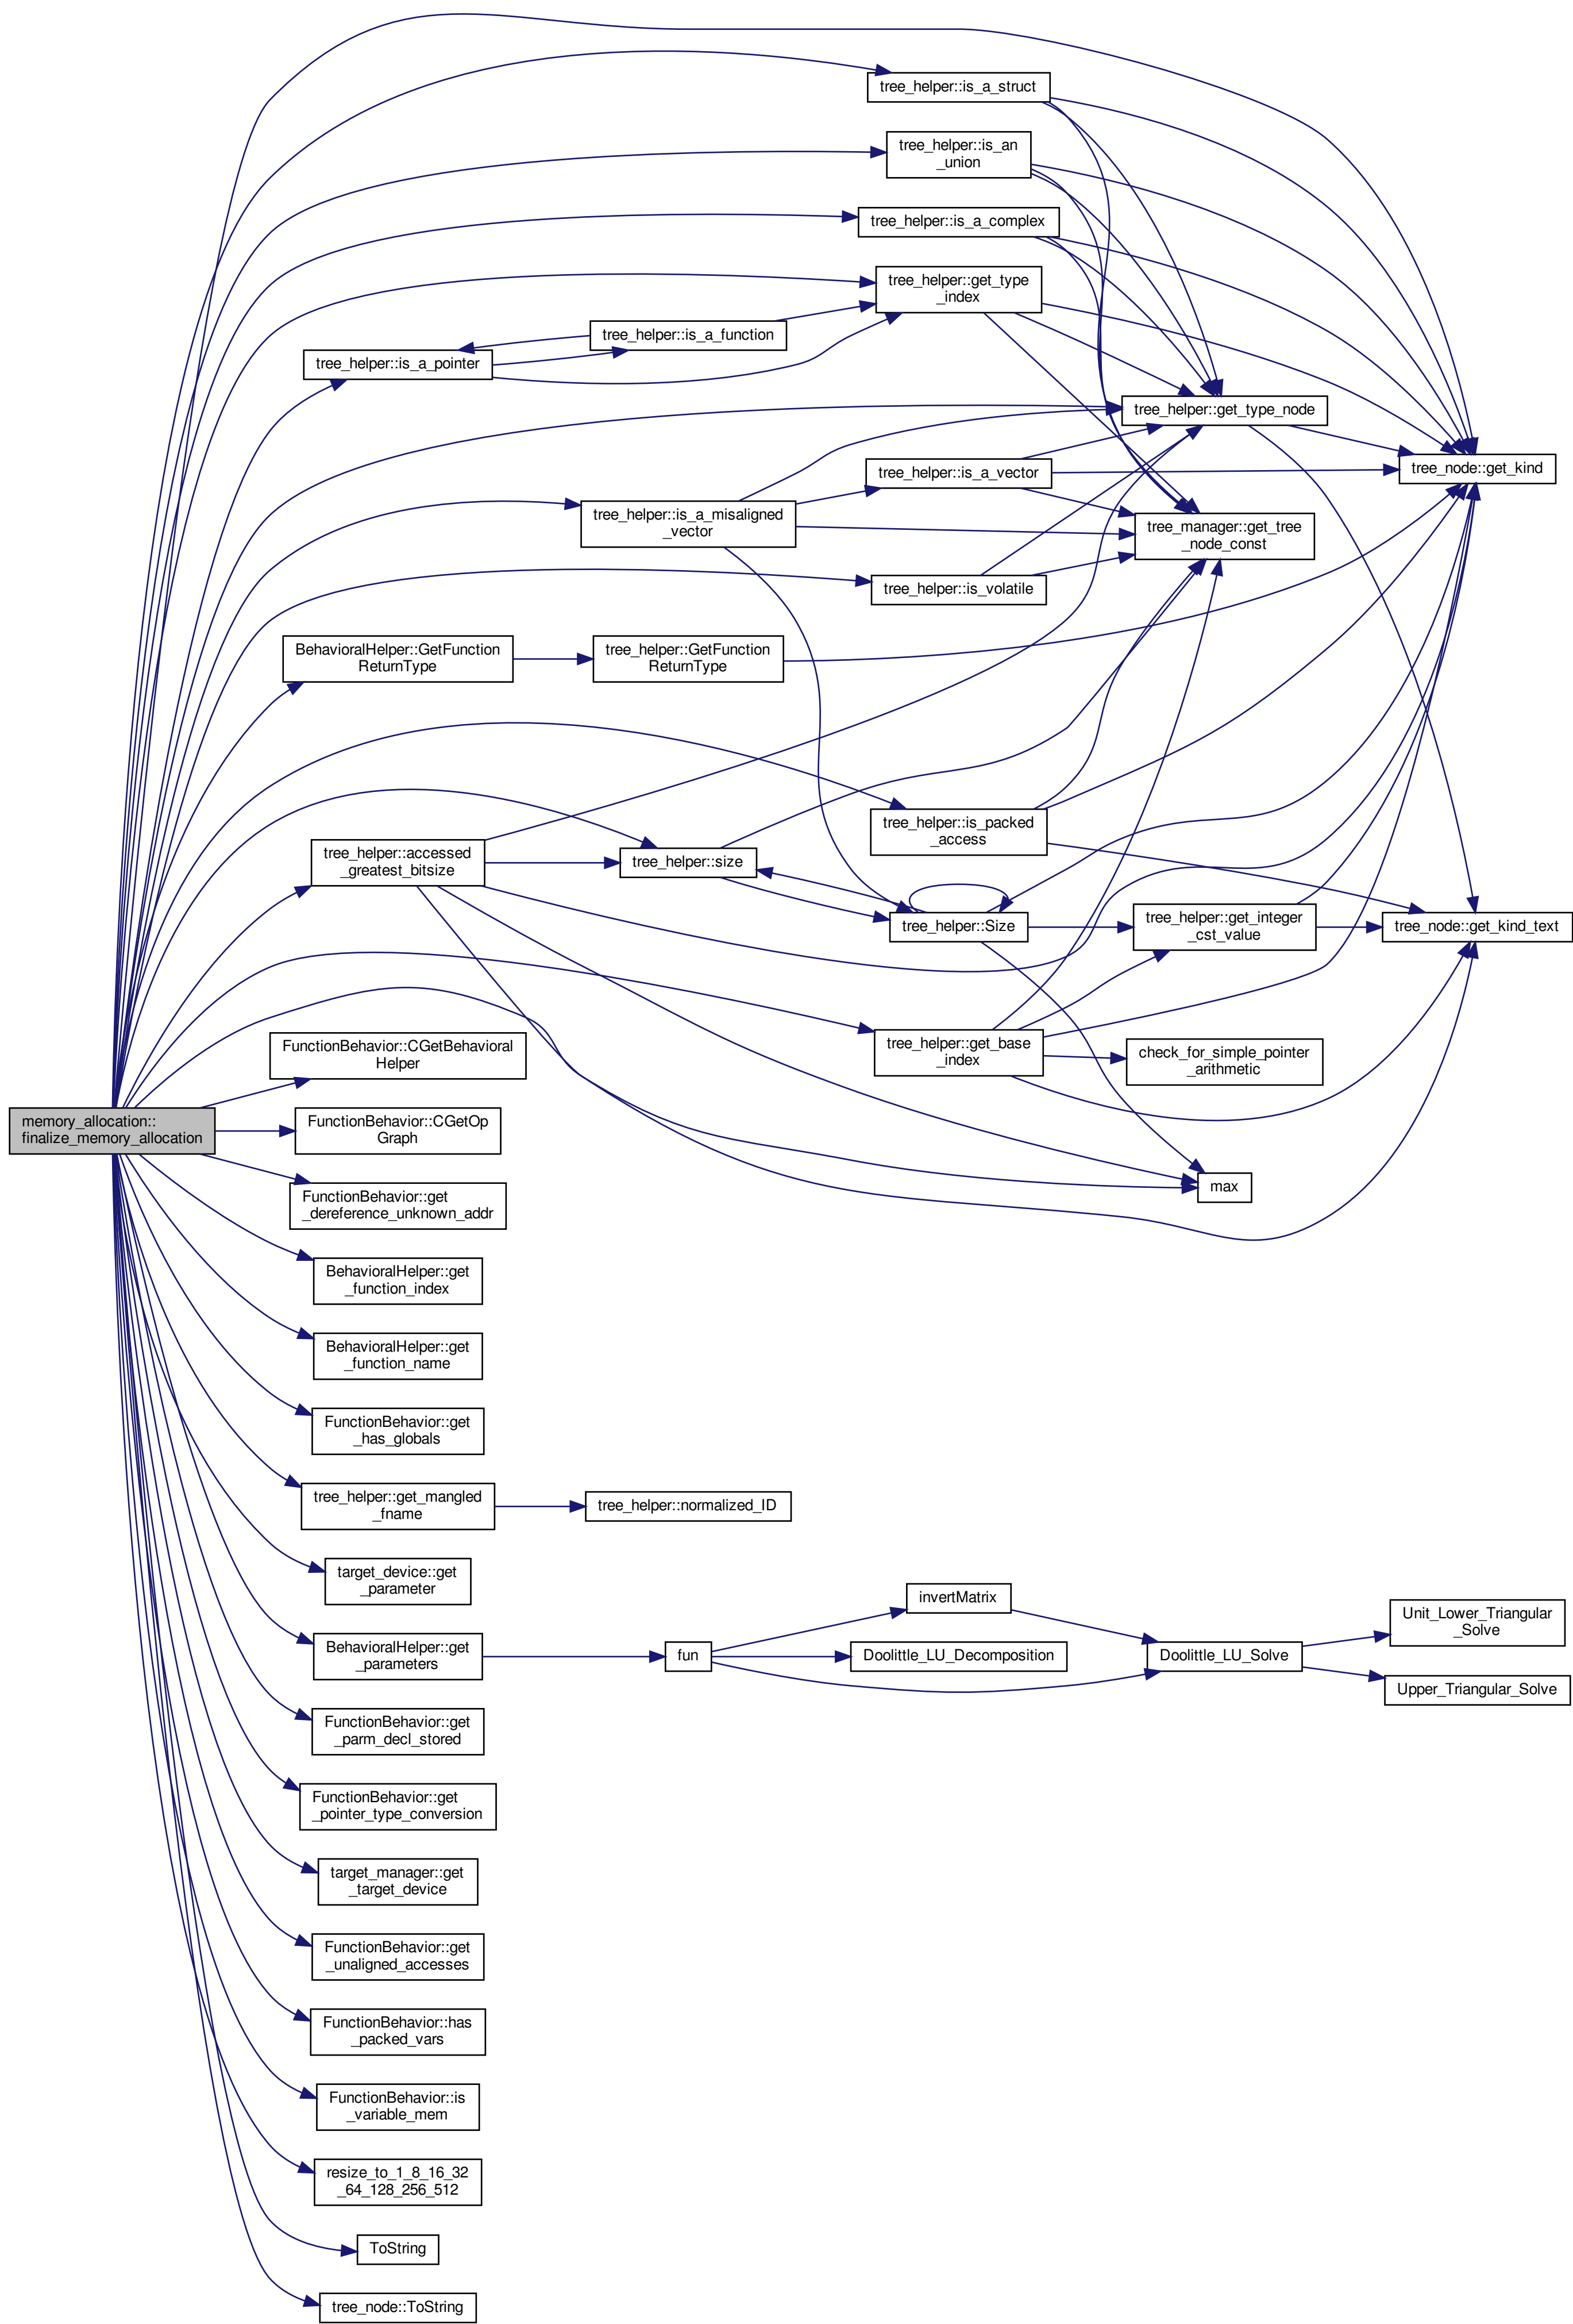 tree_helper::is_a_struct
tree_helper::is_an
_union
tree_helper::is_a_complex
tree_helper::get_type
_index
tree_helper::is_a_function
tree_helper::is_a_pointer
tree_helper::get_type_node
tree_node::get_kind
tree_helper::is_a_vector
tree_helper::is_a_misaligned
_vector
tree_manager::get_tree
_node_const
tree_helper::is_volatile
BehavioralHelper::GetFunction
ReturnType
tree_helper::GetFunction
ReturnType
tree_helper::is_packed
_access
tree_helper::accessed
_greatest_bitsize
tree_helper::size
tree_helper::Size
tree_helper::get_integer
_cst_value
tree_node::get_kind_text
FunctionBehavior::CGetBehavioral
Helper
tree_helper::get_base
_index
check_for_simple_pointer
_arithmetic
memory_allocation::
finalize_memory_allocation
FunctionBehavior::CGetOp
Graph
max
FunctionBehavior::get
_dereference_unknown_addr
BehavioralHelper::get
_function_index
BehavioralHelper::get
_function_name
FunctionBehavior::get
_has_globals
tree_helper::get_mangled
_fname
tree_helper::normalized_ID
target_device::get
_parameter
invertMatrix
Unit_Lower_Triangular
_Solve
BehavioralHelper::get
_parameters
fun
Doolittle_LU_Decomposition
Doolittle_LU_Solve
Upper_Triangular_Solve
FunctionBehavior::get
_parm_decl_stored
FunctionBehavior::get
_pointer_type_conversion
target_manager::get
_target_device
FunctionBehavior::get
_unaligned_accesses
FunctionBehavior::has
_packed_vars
FunctionBehavior::is
_variable_mem
resize_to_1_8_16_32
_64_128_256_512
ToString
tree_node::ToString